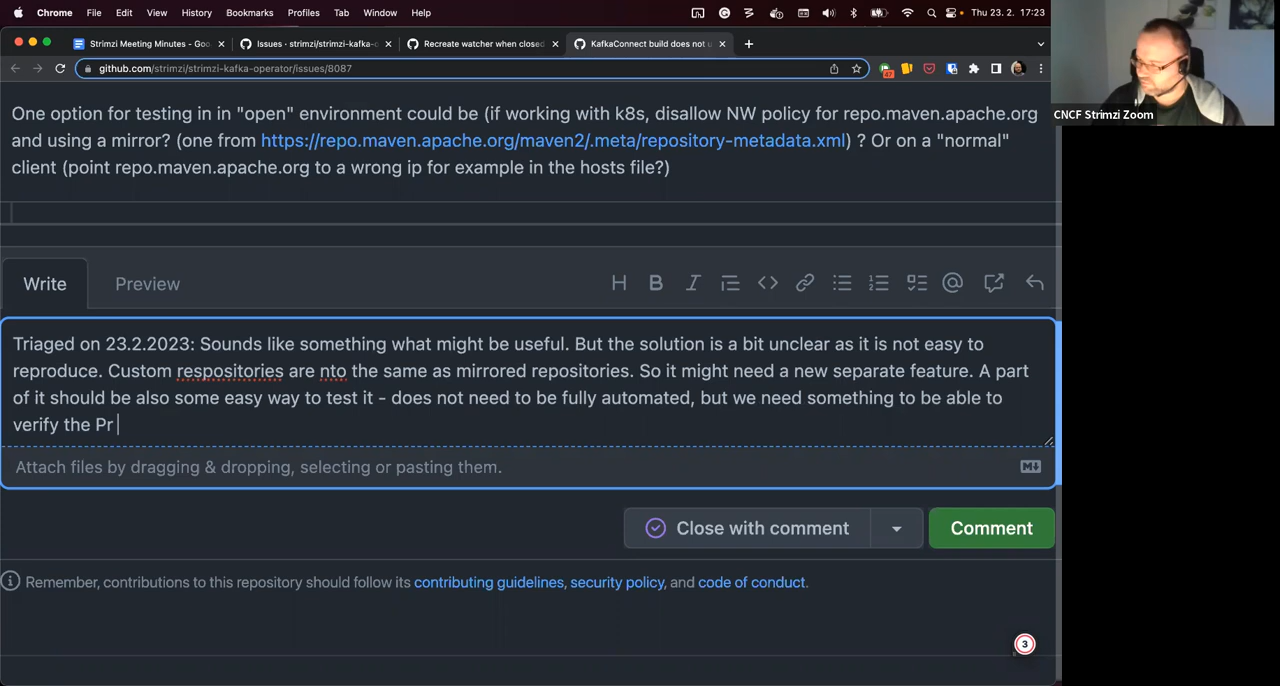 Chrome File Edit View History Bookmarks Profiles Tab Window Help Thu 23. 2. 17:23
Strimzi Meeting Minutes - Goo Issues · strimzi/strimzi-kafka-o Recreate watcher when closed KafkaConnect build does not u
github.com/strimzi/strimzi-kafka-operator/issues/8087 47
CNCF Strimzi Zoom
One option for testing in in "open" environment could be (if working with k8s, disallow NW policy for repo.maven.apache.org
and using a mirror? (one from https://repo.maven.apache.org/maven2/.meta/repository-metadata.xml) ? Or on a "normal"
client (point repo.maven.apache.org to a wrong ip for example in the hosts file?)
Write Preview
Triaged on 23.2.2023: Sounds like something what might be useful. But the solution is a bit unclear as it is not easy to
reproduce. Custom respositories are nto the same as mirrored repositories. So it might need a new separate feature. A part
of it should be also some easy way to test it - does not need to be fully automated, but we need something to be able to
verify the Pr
Attach files by dragging & dropping, selecting or pasting them.
Close with comment Comment
Remember, contributions to this repository should follow its contributing guidelines, security policy, and code of conduct.
3